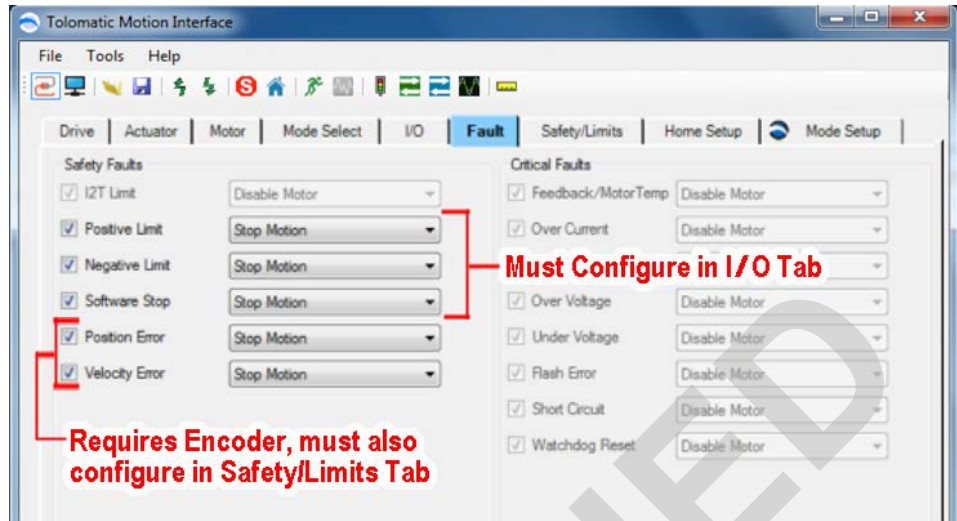 Tolomatic Motion Interface
File Tools Help
Drive Actuator Motor Mode Select I/O Fault Safety/Limits Home Setup Mode Setup
Safety Faults
I2T Limit Disable Motor
Positive Limit Stop Motion
Negative Limit Stop Motion
Software Stop Stop Motion
Position Error Stop Motion
Velocity Error Stop Motion
Critical Faults
Feedback/MotorTemp Disable Motor
Over Current Disable Motor
Must Configure in I/O Tab
Over Voltage Disable Motor
Under Voltage Disable Motor
Flash Error Disable Motor
Short Circuit Disable Motor
Watchdog Reset Disable Motor
Requires Encoder, must also
configure in Safety/Limits Tab